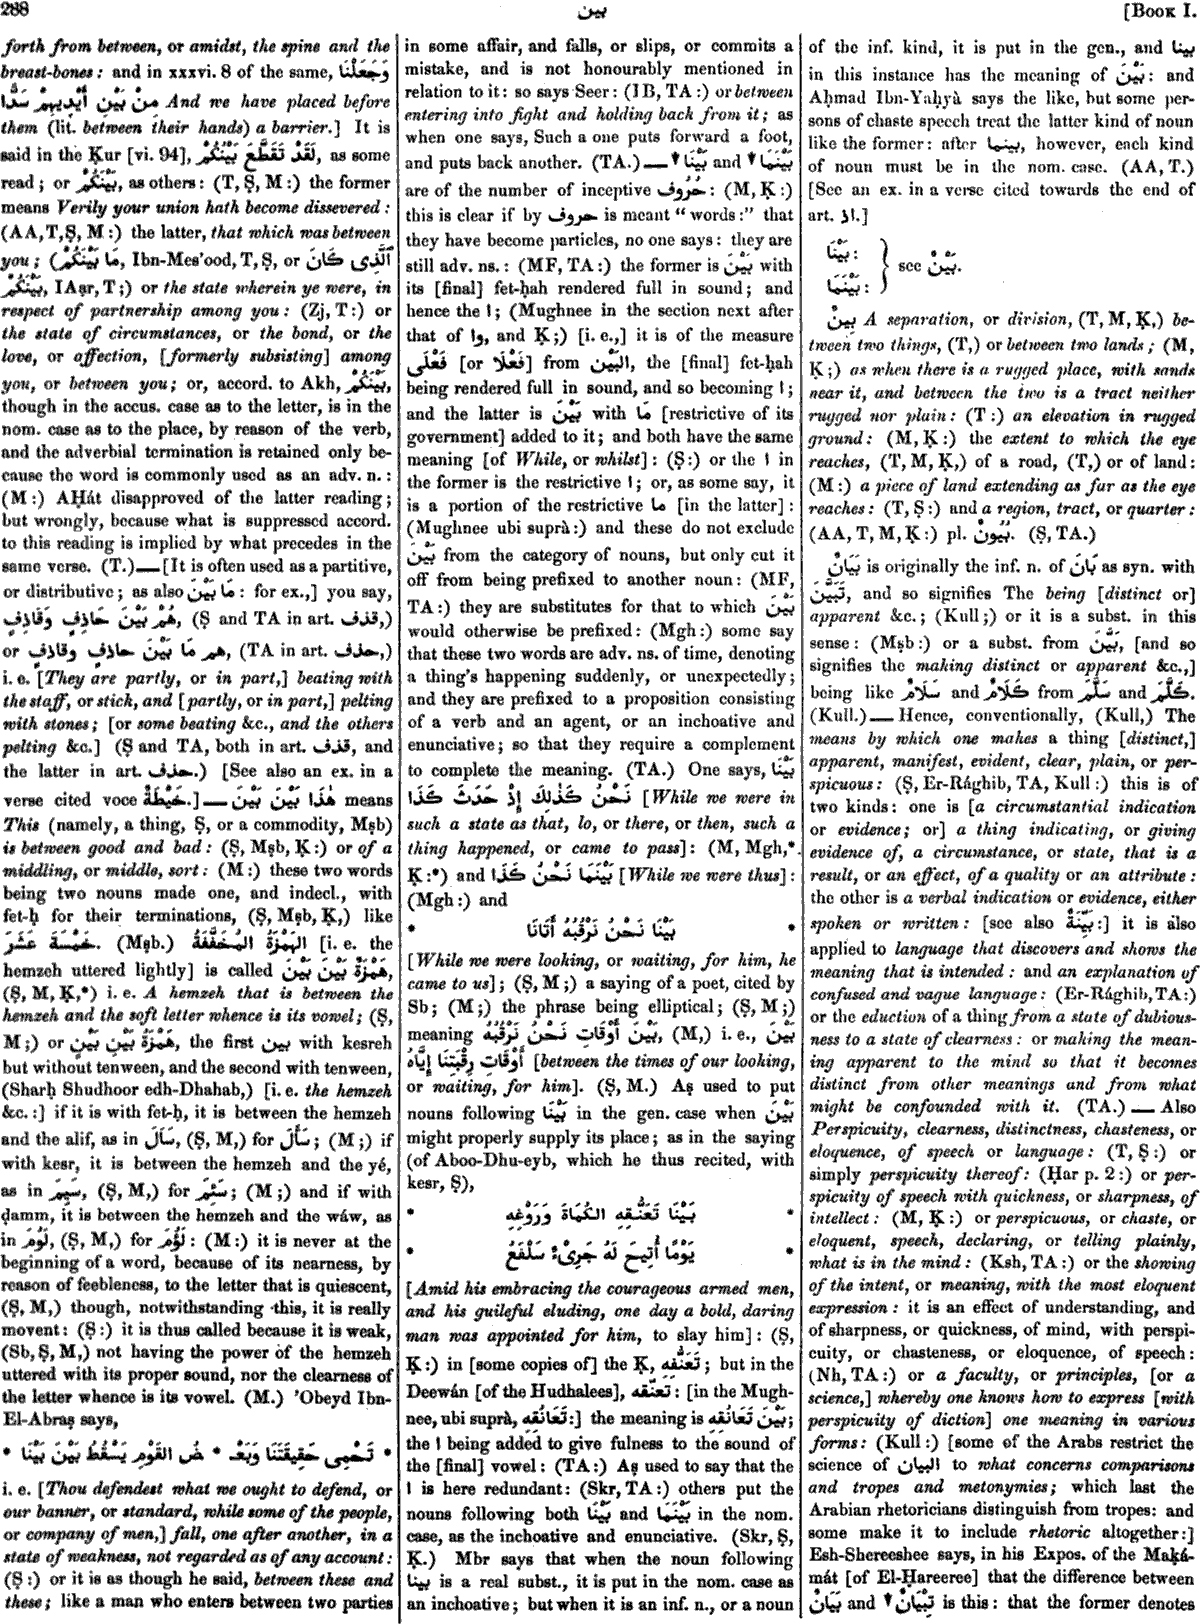 288
بين
[BOOK I.
forth from between, or amidst, the spine and the
breast-bones: and in xxxvi. 8 of the same, وَجَعَلْنَا
مِنْ بَيْنِ أَيْدِيهِمْ سَدًّا And we have placed before
them (lit. between their hands) a barrier.] It is
said in the Ḳur [vi. 94], لَقَدْ تَقَطَّعَ بَيْنُكُمْ, as some
read; or بَيْنَكُمْ, as others: (T, Ṣ, M:) the former
means Verily your union hath become dissevered:
(AA, T, Ṣ, M:) the latter, that which was between
you; (مَا بَيْنَكُمْ, Ibn-Mes'ood, T, Ṣ, or الَّذِى كَانَ
بَيْنَكُمْ, IAạr, T;) or the state wherein ye were, in
respect of partnership among you: (Zj, T:) or
the state of circumstances, or the bond, or the
love, or affection, [formerly subsisting] among
you, or between you; or, accord. to Akh, بَيْنَكُمْ,
though in the accus. case as to the letter, is in the
nom. case as to the place, by reason of the verb,
and the adverbial termination is retained only be-
cause the word is commonly used as an adv. n.:
(M:) AḤát disapproved of the latter reading;
but wrongly, because what is suppressed accord.
to this reading is implied by what precedes in the
same verse. (T.)—[It is often used as a partitive,
or distributive; as also مَا بَيْنَ: for ex.,] you say,
هُمْ بَيْنَ حَاذِفٍ وَقَاذِفٍ, (Ṣ and TA in art. قذف,)
or هم مَا بَيْنَ حاذف وقاذف, (TA in art. حذف,)
i. e. [They are partly, or in part,] beating with
the staff, or stick, and [partly, or in part,] pelting
with stones; [or some beating &c., and the others
pelting &c.] (Ṣ and TA, both in art. قذف, and
the latter in art. حذف.) [See also an ex. in a
verse cited voce خَيْطَةٌ.]—هٰذَا بَيْنَ بَيْنَ means
This (namely, a thing, Ṣ, or a commodity, Mṣb)
is between good and bad: (Ṣ, Mṣb, Ḳ:) or of a
middling, or middle, sort: (M:) these two words
being two nouns made one, and indecl., with
fet-ḥ for their terminations, (Ṣ, Mṣb, Ḳ,) like
خَمْسَةَ عَشَرَ. (Mṣb.) الهَمْزَةُ المُخَفَّفَةُ [i. e. the
hemzeh uttered lightly] is called هَمْزَةٌ بَيْنَ بَيْنَ,
(Ṣ, M, Ḳ,*) i. e. A hemzeh that is between the
hemzeh and the soft letter whence is its vowel; (Ṣ,
M;) or هَمْزَةُ بَيْنِ بَيْنٍ, the first بين with kesreh
but without tenween, and the second with tenween,
(Sharḥ Shudhoor edh-Dhahab,) [i. e. the hemzeh
&c.:] if it is with fet-ḥ, it is between the hemzeh
and the alif, as in سَاَلَ, (Ṣ, M,) for سَأَلَ; (M;) if
with kesr, it is between the hemzeh and the yé,
as in سَيِمَ, (Ṣ, M,) for سَئِمَ; (M;) and if with
ḍamm, it is between the hemzeh and the wáw, as
in لَوُمَ, (Ṣ, M,) for لَؤُمَ: (M:) it is never at the
beginning of a word, because of its nearness, by
reason of feebleness, to the letter that is quiescent,
(Ṣ, M,) though, notwithstanding this, it is really
movent: (Ṣ:) it is thus called because it is weak,
(Sb, Ṣ, M,) not having the power of the hemzeh
uttered with its proper sound, nor the clearness of
the letter whence is its vowel. (M.) 'Obeyd Ibn-
El-Abraṣ says,
* تَحْمِى حَقِيقَتَنَا وَبَعْـ * ـضُ القَوْمِ يَسْقُطُ بَيْنَ بَيْنَا *
i. e. [Thou defendest what we ought to defend, or
our banner, or standard, while some of the people,
or company of men,] fall, one after another, in a
state of weakness, not regarded as of any account:
(Ṣ:) or it is as though he said, between these and
these; like a man who enters between two parties
in some affair, and falls, or slips, or commits a
mistake, and is not honourably mentioned in
relation to it: so says Seer: (IB, TA:) or between
entering into fight and holding back from it; as
when one says, Such a one puts forward a foot,
and puts back another. (TA.)—بَيْنَا▼ and بَيْنَمَا▼
are of the number of inceptive حُرُوف: (M, Ḳ:)
this is clear if by حروف is meant "words:" that
they have become particles, no one says: they are
still adv. ns.: (MF, TA:) the former is بَيْنَ with
its [final] fet-ḥah rendered full in sound; and
hence the ا; (Mughnee in the section next after
that of وا, and Ḳ;) [i. e.,] it is of the measure
فَعْلَى [or فَعْلَا] from البَيْن, the [final] fet-ḥah
being rendered full in sound, and so becoming ا;
and the latter is بَيْنَ with مَا [restrictive of its
government] added to it; and both have the same
meaning [of While, or whilst]: (Ṣ:) or the ا in
the former is the restrictive ا; or, as some say, it
is a portion of the restrictive ما [in the latter]:
(Mughnee ubi suprà:) and these do not exclude
بَيْنَ from the category of nouns, but only cut it
off from being prefixed to another noun: (MF,
TA:) they are substitutes for that to which بَيْنَ
would otherwise be prefixed: (Mgh:) some say
that these two words are adv. ns. of time, denoting
a thing's happening suddenly, or unexpectedly;
and they are prefixed to a proposition consisting
of a verb and an agent, or an inchoative and
enunciative; so that they require a complement
to complete the meaning. (TA.) One says, بَيْنَا
نَحْنُ كَذٰلِكَ إِذْ حَدَثَ كَذَا [While we were in
such a state as that, lo, or there, or then, such a
thing happened, or came to pass]: (M, Mgh,*
Ḳ:*) and بَيْنَمَا نَحْنُ كَذَا [While we were thus]:
(Mgh:) and
* بَيْنَا نَحْنُ نَرْقُبُهُ أَتَانَا *
[While we were looking, or waiting, for him, he
came to us]; (Ṣ, M;) a saying of a poet, cited by
Sb; (M;) the phrase being elliptical; (Ṣ, M;)
meaning بَيْنَ أَوْقَاتِ نَحْنُ نَرْقُبُهُ, (M,) i. e., بَيْنَ
أَوْقَاتِ رِقْبَتِنَا إِيَّاهُ [between the times of our looking,
or waiting, for him]. (Ṣ, M.) Aṣ used to put
nouns following بَيْنَا in the gen. case when بَيْنَ
might properly supply its place; as in the saying
(of Aboo-Dhu-eyb, which he thus recited, with
kesr, Ṣ),
* بَيْنَا تَعَنُّقِهِ الكُمَاةَ وَرَوْغِهِ *
* يَوْمًا أُتِيحَ لَهُ جَرِىْءٌ سَلْفَعُ *
[Amid his embracing the courageous armed men,
and his guileful eluding, one day a bold, daring
man was appointed for him, to slay him]: (Ṣ,
Ḳ:) in [some copies of] the Ḳ, تَعَنُّفِهِ; but in the
Deewán [of the Hudhalees], تَعَنُّقِهِ: [in the Mugh-
nee, ubi suprà, تَعَانُقِهِ:] the meaning is بَيْنَ تَعَانُقِهِ;
the ا being added to give fulness to the sound of
the [final] vowel: (TA:) Aṣ used to say that the
ا is here redundant: (Skr, TA:) others put the
nouns following both بَيْنَا and بَيْنَمَا in the nom.
case, as the inchoative and enunciative. (Skr, Ṣ,
Ḳ.) Mbr says that when the noun following
بينا is a real subst., it is put in the nom. case as
an inchoative; but when it is an inf. n., or a noun
of the inf. kind, it is put in the gen., and بينا
in this instance has the meaning of بَيْنَ: and
Aḥmad Ibn-Yaḥyà says the like, but some per-
sons of chaste speech treat the latter kind of noun
like the former: after بينما, however, each kind
of noun must be in the nom. case. (AA, T.)
[See an ex. in a verse cited towards the end of
art. اذ.]
بَيْنَا:
بَيْنَمَا:
} see بَيْنٌ.
بِينٌ A separation, or division, (T, M, Ḳ,) be-
tween two things, (T,) or between two lands; (M,
Ḳ;) as when there is a rugged place, with sands
near it, and between the two is a tract neither
rugged nor plain: (T:) an elevation in rugged
ground: (M, Ḳ:) the extent to which the eye
reaches, (T, M, Ḳ,) of a road, (T,) or of land:
(M:) a piece of land extending as far as the eye
reaches: (T, Ṣ:) and a region, tract, or quarter:
(AA, T, M, Ḳ:) pl. بُيُونٌ. (Ṣ, TA.)
بَيَانٌ is originally the inf. n. of بَانَ as syn. with
تَبَيَّنَ, and so signifies The being [distinct or]
apparent &c.; (Kull;) or it is a subst. in this
sense: (Mṣb:) or a subst. from بَيَّنَ, [and so
signifies the making distinct or apparent &c.,]
being like سَلَامٌ and كَلَامٌ from سَلَّمَ and كَلَّمَ.
(Kull.)—Hence, conventionally, (Kull,) The
means by which one makes a thing [distinct,]
apparent, manifest, evident, clear, plain, or per-
spicuous: (Ṣ, Er-Rághib, TA, Kull:) this is of
two kinds: one is [a circumstantial indication
or evidence; or] a thing indicating, or giving
evidence of, a circumstance, or state, that is a
result, or an effect, of a quality or an attribute:
the other is a verbal indication or evidence, either
spoken or written: [see also بَيِّنَةٌ:] it is also
applied to language that discovers and shows the
meaning that is intended: and an explanation of
confused and vague language: (Er-Rághib, TA:)
or the eduction of a thing from a state of dubious-
ness to a state of clearness: or making the mean-
ing apparent to the mind so that it becomes
distinct from other meanings and from what
might be confounded with it. (TA.)— Also
Perspicuity, clearness, distinctness, chasteness, or
eloquence, of speech or language: (T, Ṣ:) or
simply perspicuity thereof: (Ḥar p. 2:) or per-
spicuity of speech with quickness, or sharpness, of
intellect: (M, Ḳ:) or perspicuous, or chaste, or
eloquent, speech, declaring, or telling plainly,
what is in the mind: (Ksh, TA:) or the showing
of the intent, or meaning, with the most eloquent
expression: it is an effect of understanding, and
of sharpness, or quickness, of mind, with perspi-
cuity, or chasteness, or eloquence, of speech:
(Nh, TA:) or a faculty, or principles, [or a
science,] whereby one knows how to express [with
perspicuity of diction] one meaning in various
forms: (Kull:) [some of the Arabs restrict the
science of البيان to what concerns comparisons
and tropes and metonymies; which last the
Arabian rhetoricians distinguish from tropes: and
some make it to include rhetoric altogether:]
Esh-Shereeshee says, in his Expos. of the Maḳá-
mát [of El-Ḥareeree] that the difference between
بَيَانٌ and تِبْيَانٌ▼ is this: that the former denotes